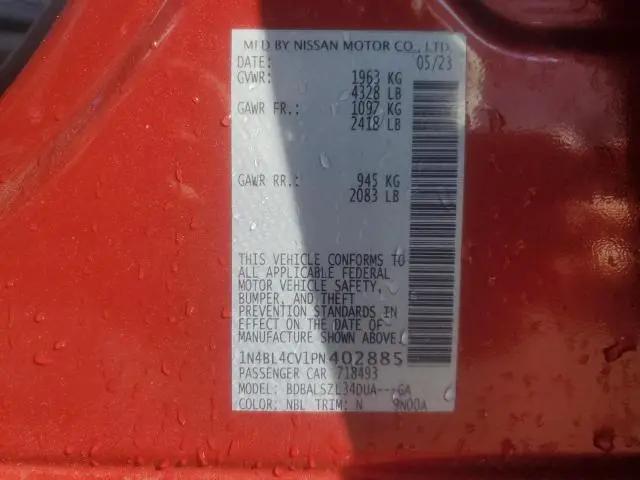 MFD BY NISSAN MOTOR CO., LTD.
DATE: 05/23
GVWR: 1963 KG
4328 LB
GAWR FR.: 1097 KG
2418 LB
GAWR RR.: 945 KG
2083 LB
THIS VEHICLE CONFORMS TO
ALL APPLICABLE FEDERAL
MOTOR VEHICLE SAFETY,
BUMPER, AND THEFT
PREVENTION STANDARDS IN
EFFECT ON THE DATE OF
MANUFACTURE SHOWN ABOVE.
1N4BL4CV1PN402885
PASSENGER CAR 718493
MODEL: BDBALSZL34DUA---GA
COLOR: NBL TRIM: N 9N00A